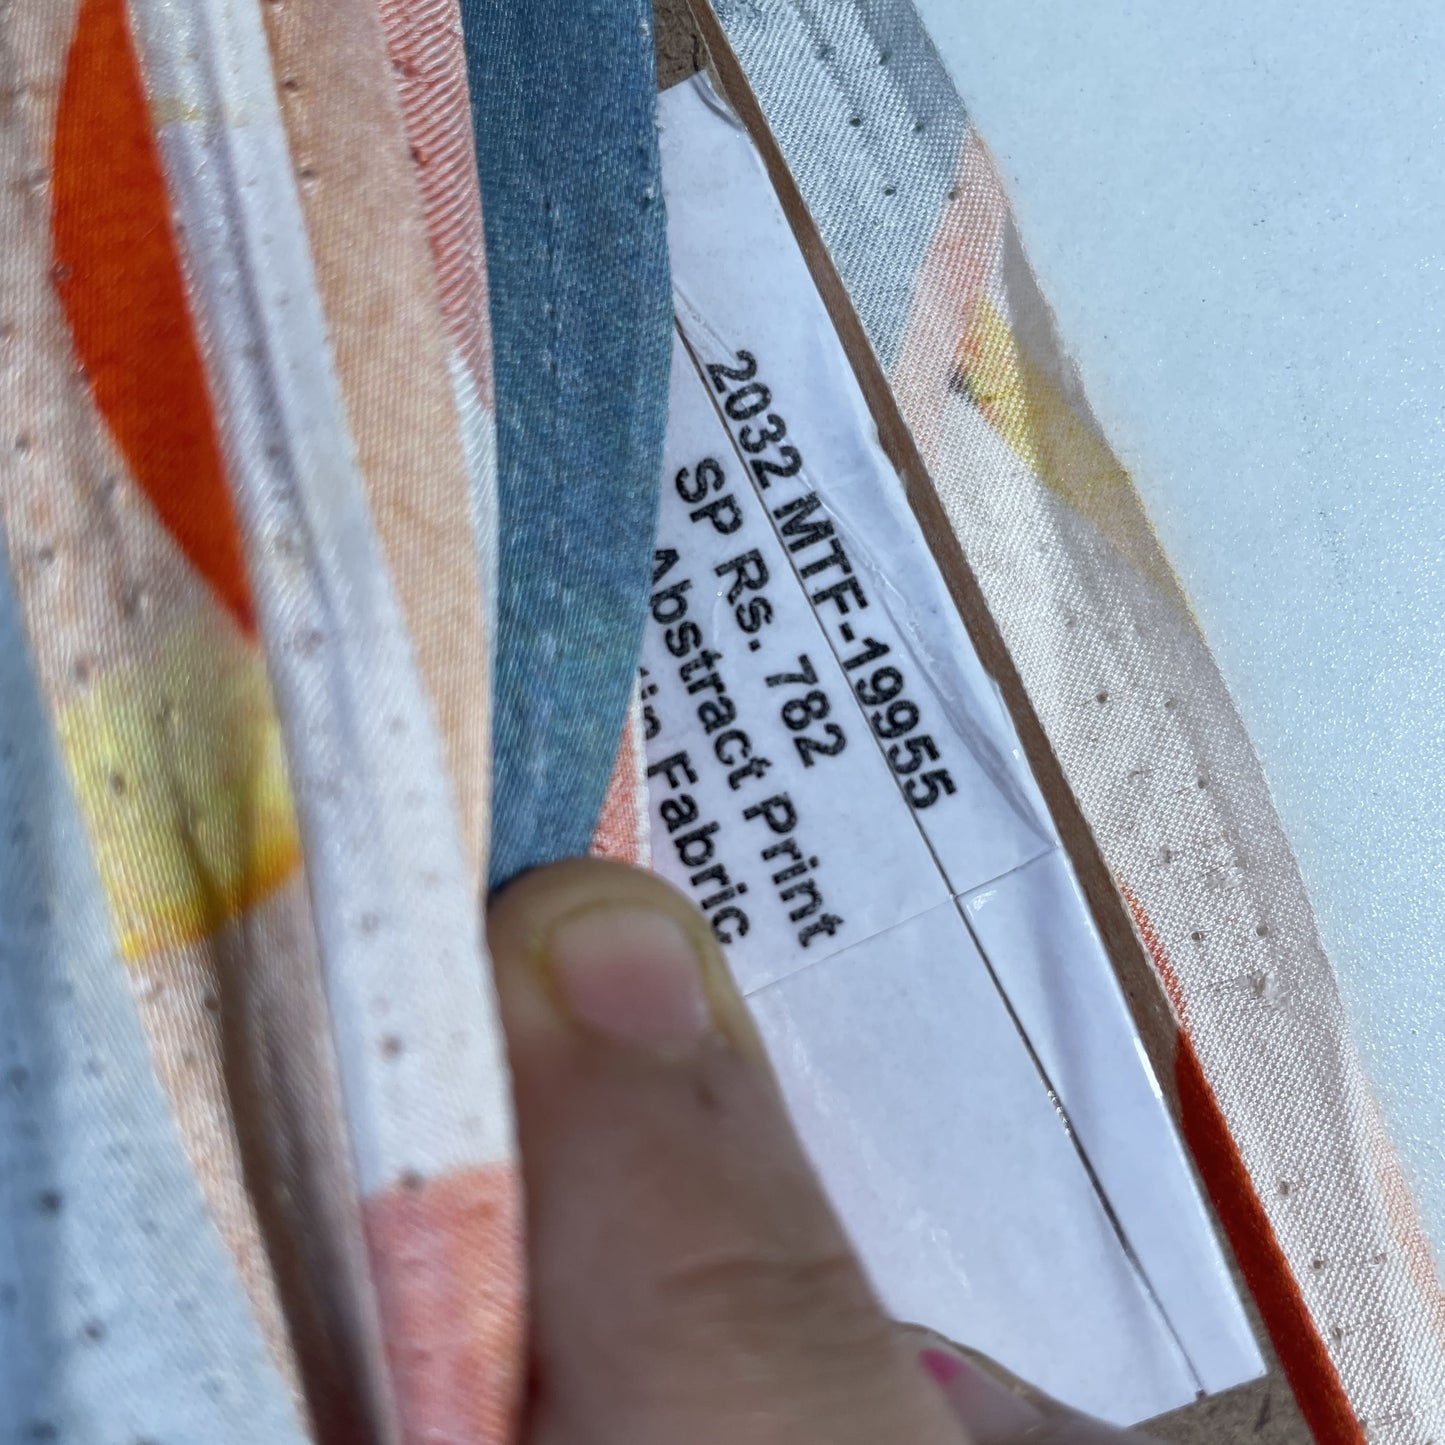 2032 MTF-19955
SP Rs. 782
Abstract Print
Fabric